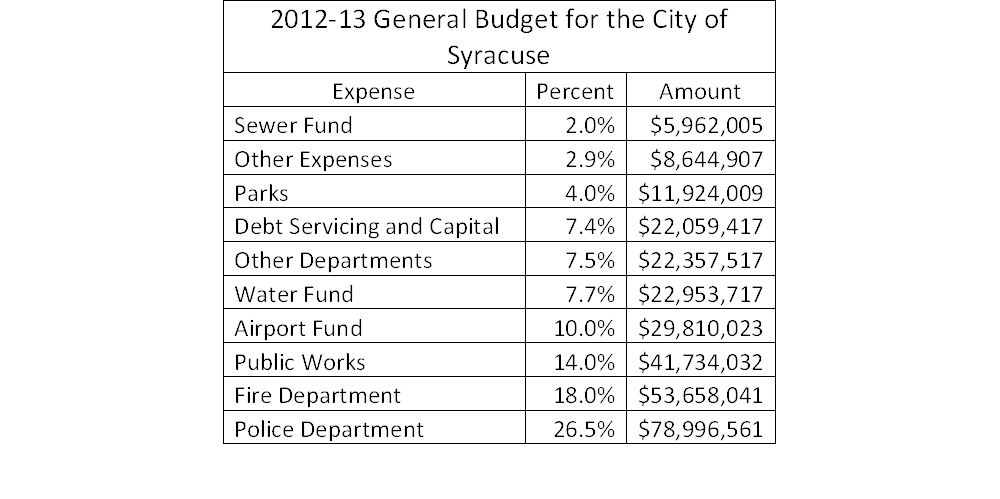 2012-13 General Budget for the City of
Syracuse
Expense Percent Amount
Sewer Fund 2.0% $5,962,005
Other Expenses 2.9% $8,644,907
Parks 4.0% $11,924,009
Debt Servicing and Capital 7.4% $22,059,417
Other Departments 7.5% $22,357,517
Water Fund 7.7% $22,953,717
Airport Fund 10.0% $29,810,023
Public Works 14.0% $41,734,032
Fire Department 18.0% $53,658,041
Police Department 26.5% $78,996,561